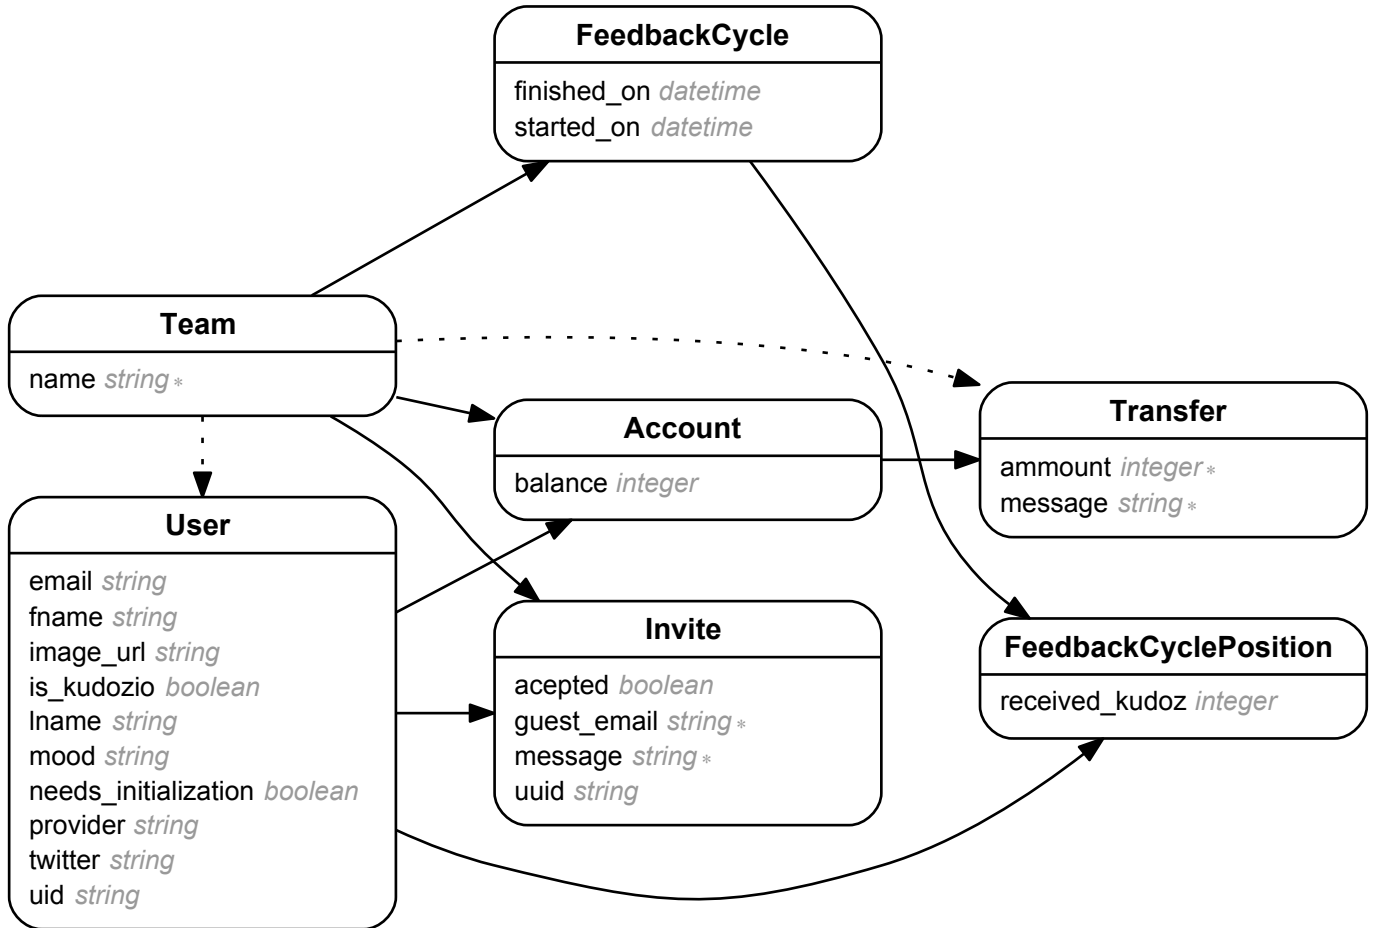 FeedbackCycle
finished_on datetime
started_on datetime
Team
name string *
Account
balance integer
Transfer
ammount integer *
message string *
User
email string
fname string
image_url string
is_kudozio boolean
lname string
mood string
needs_initialization boolean
provider string
twitter string
uid string
Invite
acepted boolean
guest_email string *
message string *
uuid string
FeedbackCyclePosition
received_kudoz integer